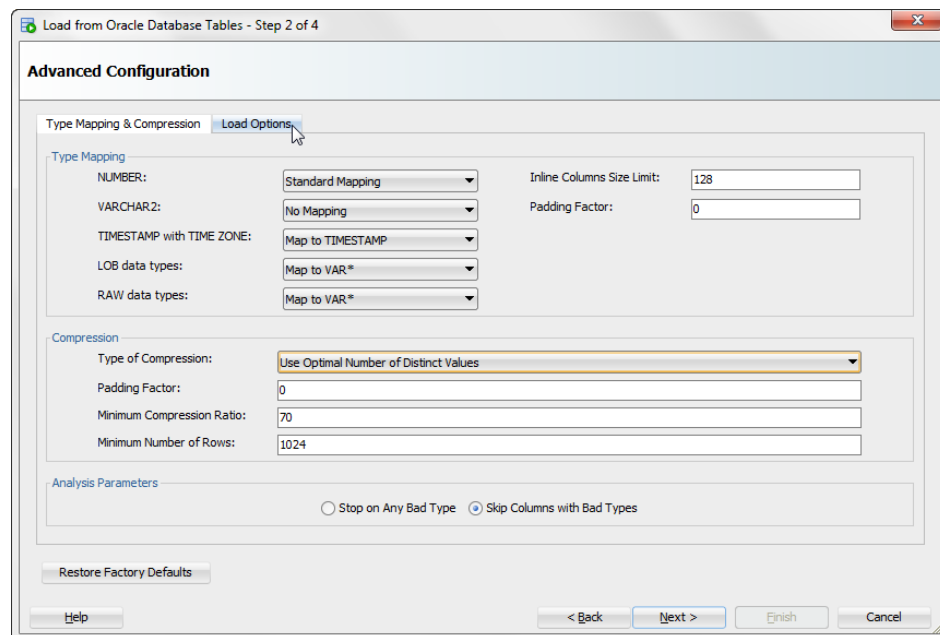 Load from Oracle Database Tables - Step 2 of 4
Advanced Configuration
Type Mapping & Compression Load Options
Type Mapping
NUMBER: Standard Mapping Inline Columns Size Limit: 128
VARCHAR2: No Mapping Padding Factor: 0
TIMESTAMP with TIME ZONE: Map to TIMESTAMP
LOB data types: Map to VAR*
RAW data types: Map to VAR*
Compression
Type of Compression: Use Optimal Number of Distinct Values
Padding Factor: 0
Minimum Compression Ratio: 70
Minimum Number of Rows: 1024
Analysis Parameters
Stop on Any Bad Type Skip Columns with Bad Types
Restore Factory Defaults
Help < Back Next > Finish Cancel